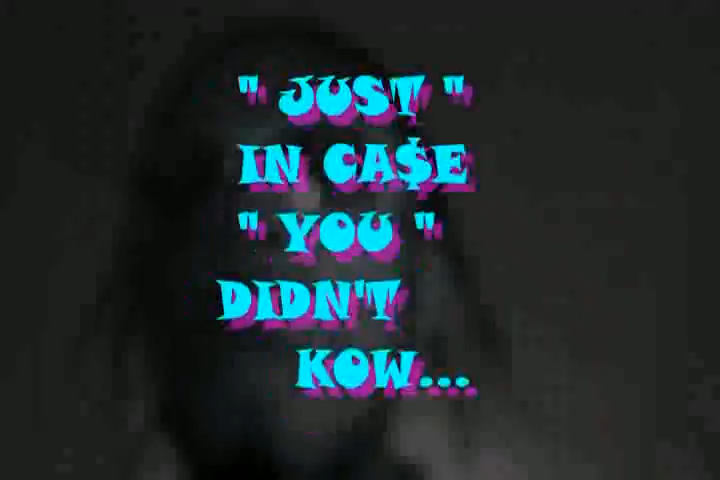 " JUST "
IN CA$E
" YOU "
DIDN'T
KOW...